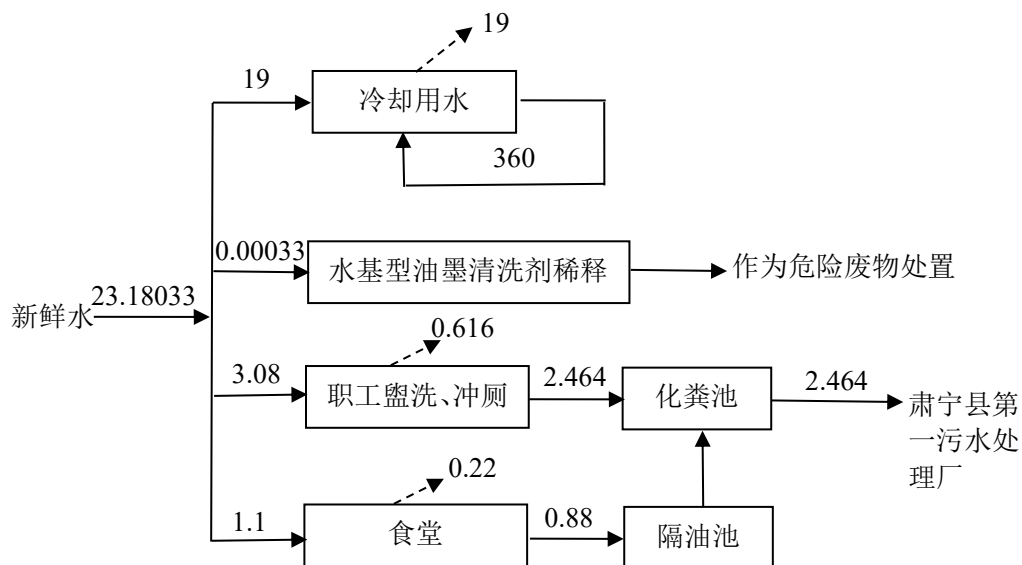 19
19
冷却用水
360
0.00033
水基型油墨清洗剂稀释
作为危险废物处置
新鲜水
23.18033
0.616
3.08
职工盥洗、冲厕
2.464
化粪池
2.464
肃宁县第
一污水处
理厂
0.22
1.1
食堂
0.88
隔油池